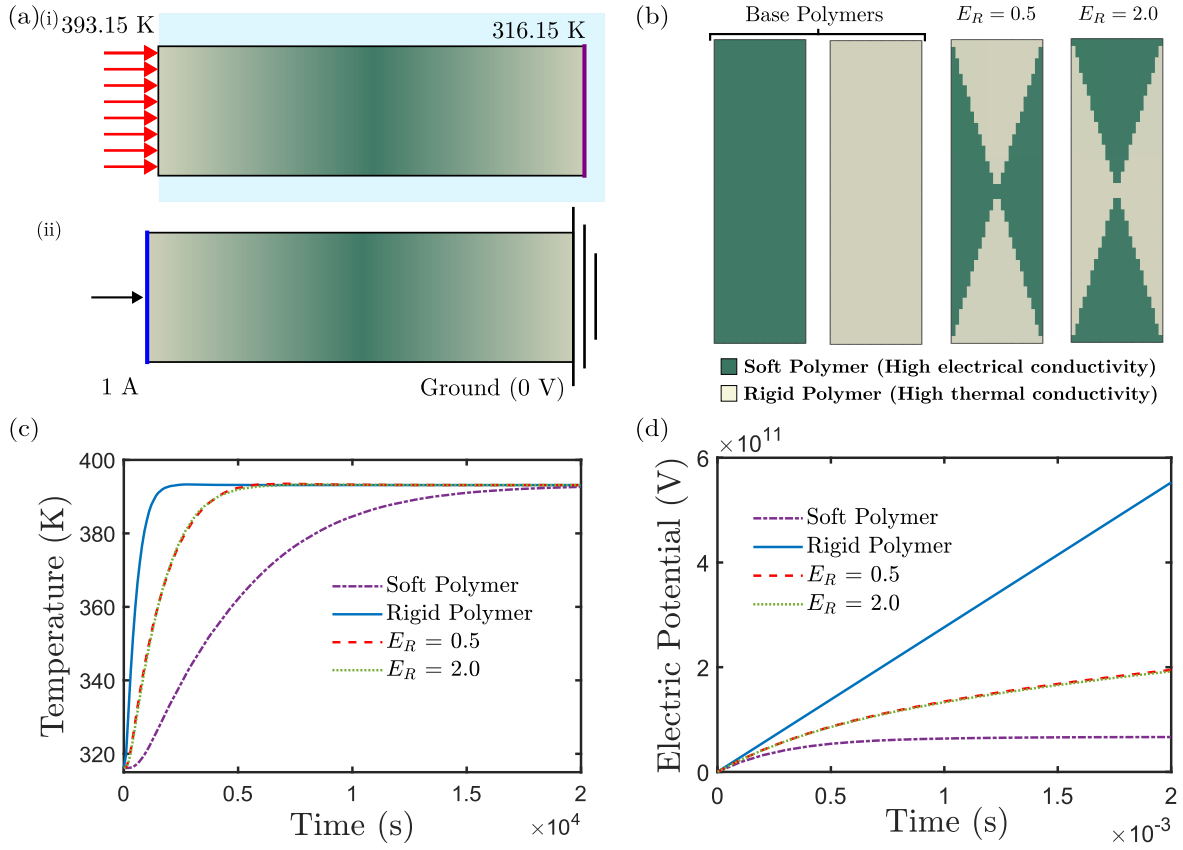 (a)(i)
393.15 K
316.15 K
(ii)
1 A
Ground (0 V)
(b)
Base Polymers
E_R = 0.5
E_R = 2.0
Soft Polymer (High electrical conductivity)
Rigid Polymer (High thermal conductivity)
(c)
Temperature (K)
400
380
360
340
320
Soft Polymer
Rigid Polymer
E_R = 0.5
E_R = 2.0
0
0.5
1
1.5
2
Time (s)
×10⁴
(d)
×10¹¹
Electric Potential (V)
6
4
2
0
Soft Polymer
Rigid Polymer
E_R = 0.5
E_R = 2.0
0
0.5
1
1.5
2
Time (s)
×10⁻³